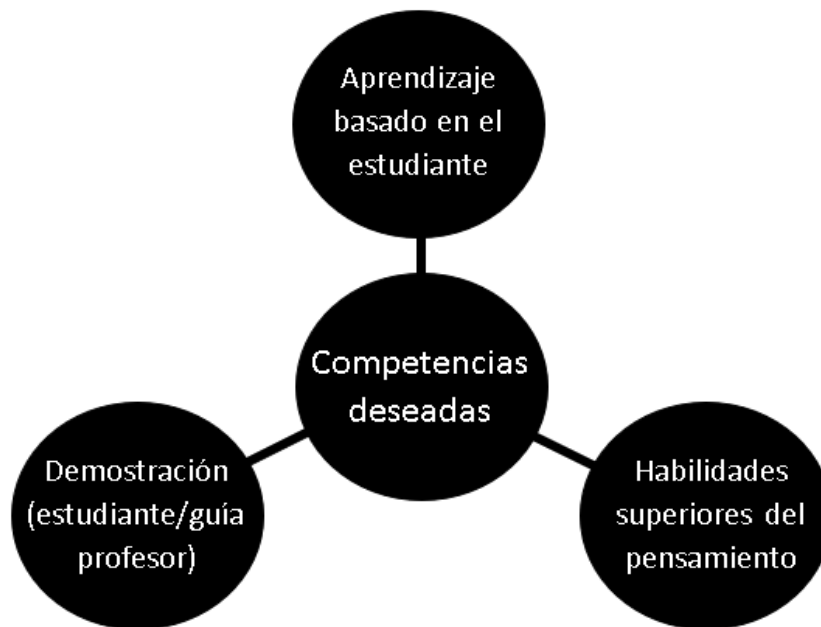 Aprendizaje
basado en el
estudiante
Competencias
deseadas
Demostración
(estudiante/guía
profesor)
Habilidades
superiores del
pensamiento